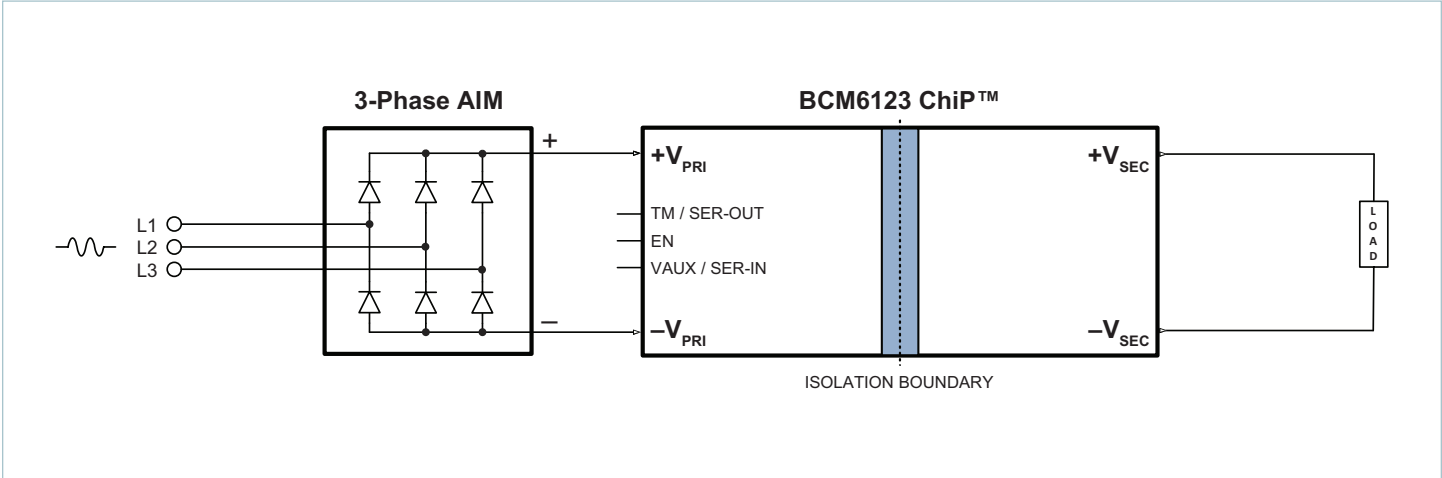 3-Phase AIM
BCM6123 ChiP™
+
+V PRI
+V SEC
TM / SER-OUT
L1
EN
L2
VAUX / SER-IN
L3
LOAD
–
–V PRI
–V SEC
ISOLATION BOUNDARY